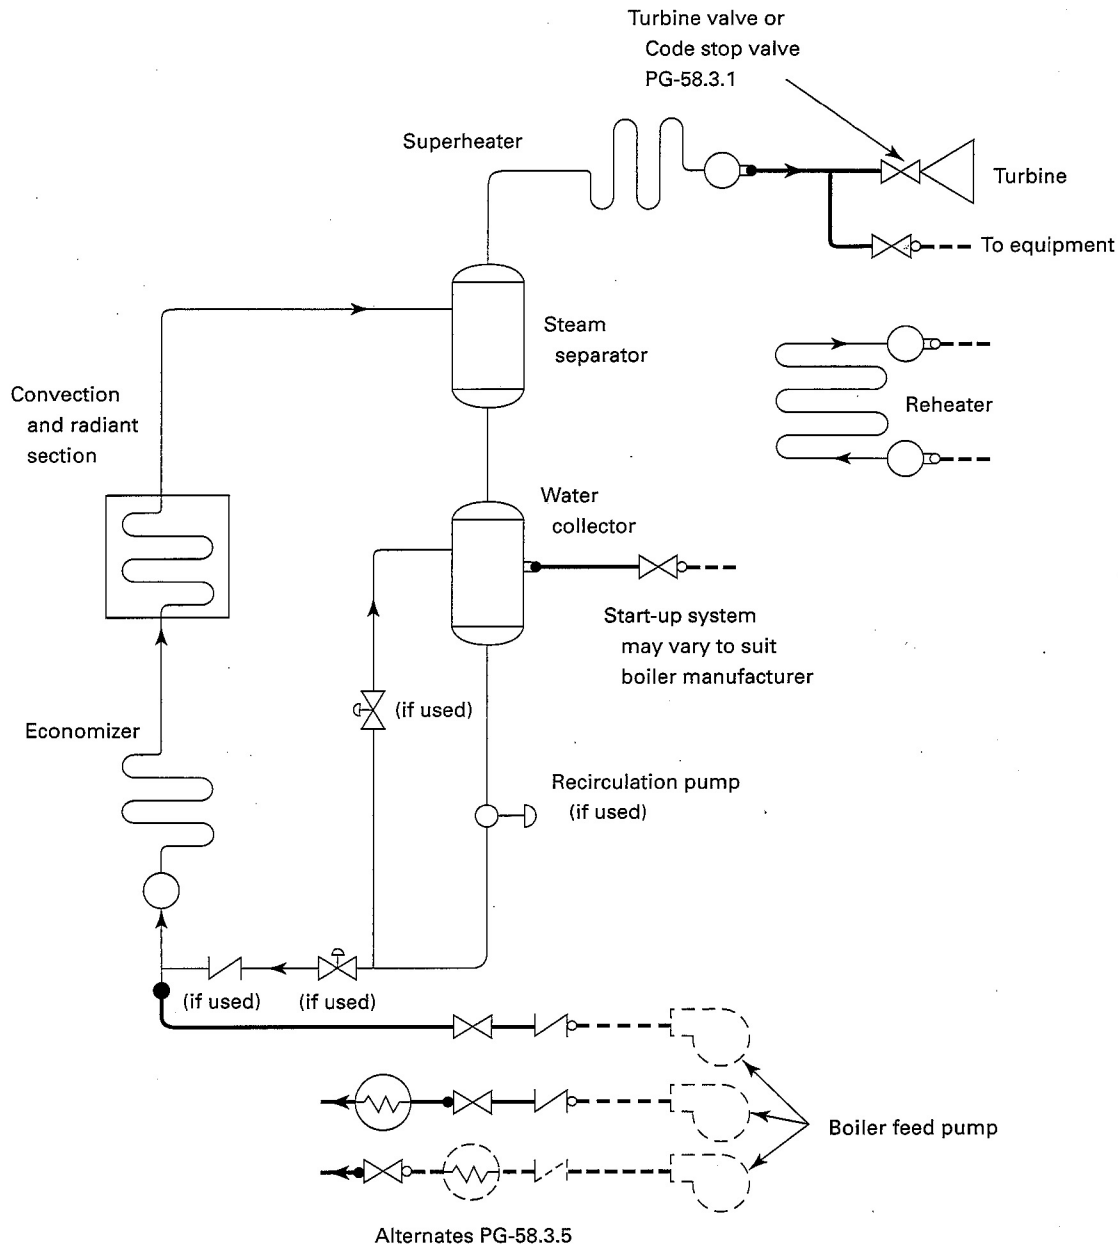 Turbine valve or
Code stop valve
PG-58.3.1
Superheater
Turbine
To equipment
Steam
separator
Convection
and radiant
section
Reheater
Water
collector
Start-up system
may vary to suit
boiler manufacturer
(if used)
Economizer
Recirculation pump
(if used)
(if used)
(if used)
Boiler feed pump
Alternates PG-58.3.5